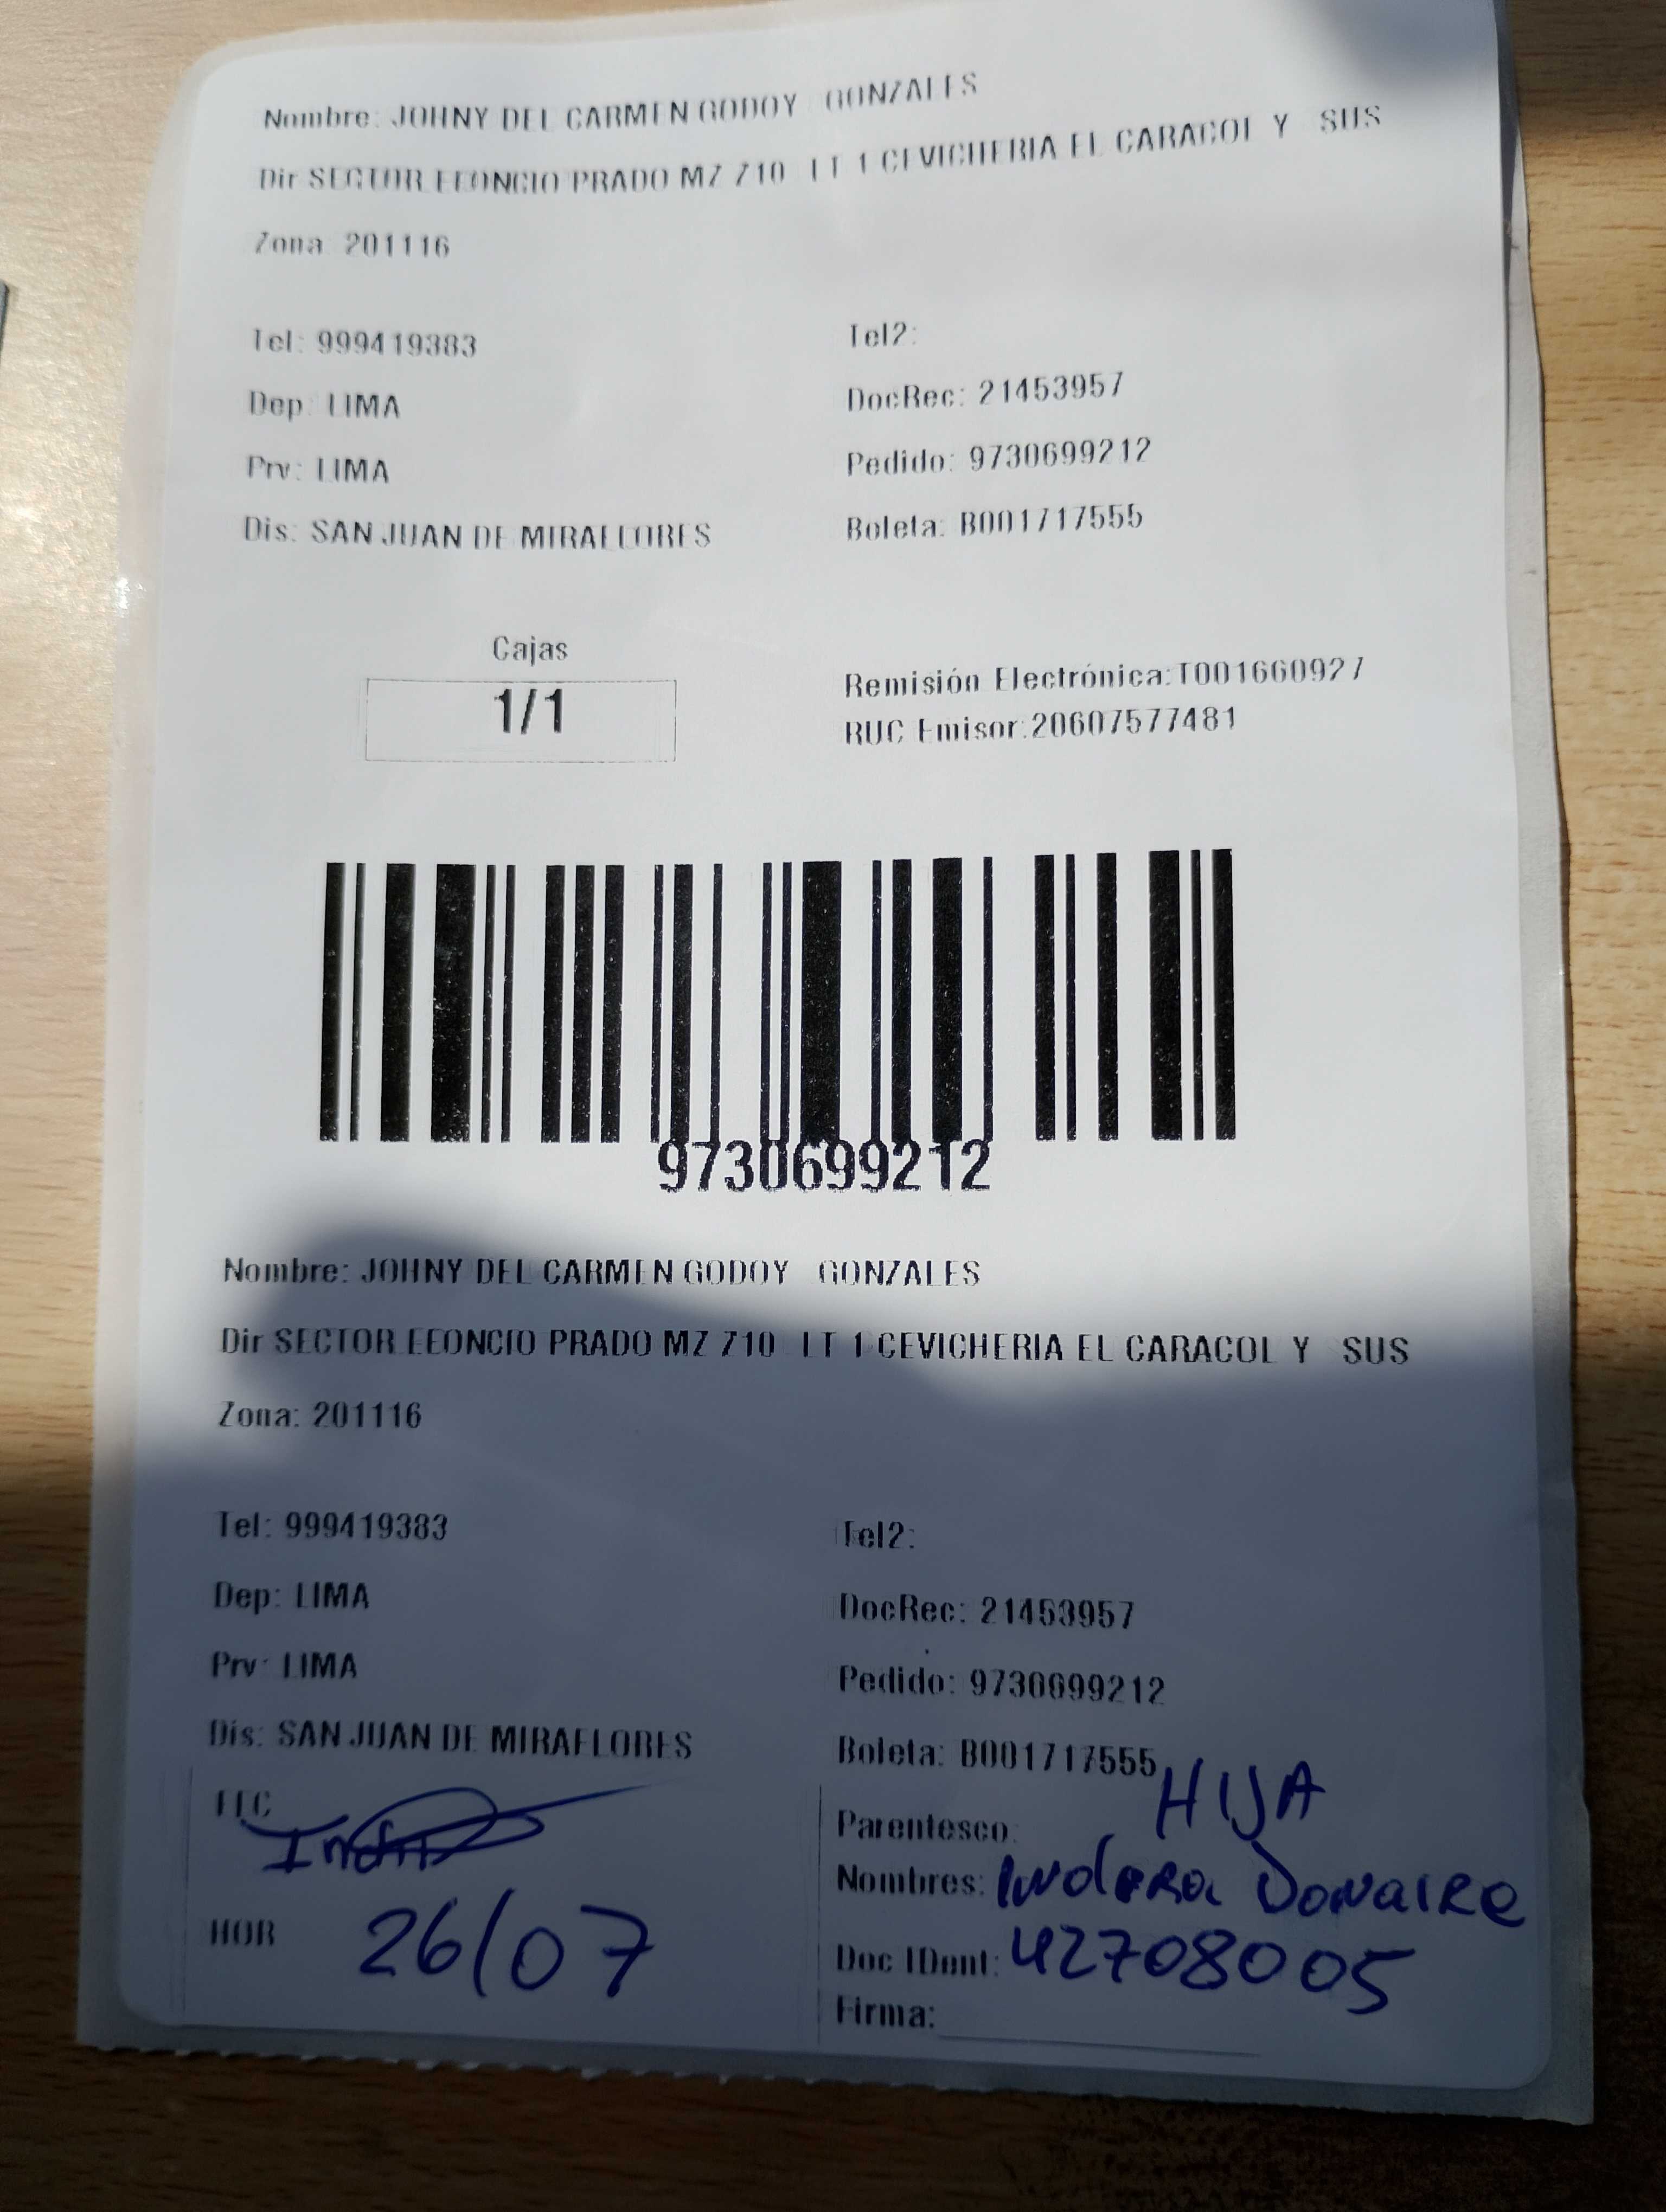 Nombre: JOHNY DEL CARMEN GODOY GONZALES
Dir SECTOR LEONCIO PRADO MZ Z10 LT 1 CEVICHERIA EL CARACOL Y SUS
Zona: 201116
Tel: 999419383 Tel2:
Dep: LIMA DocRec: 21453957
Prv: LIMA Pedido: 9730699212
Dis: SAN JUAN DE MIRAFLORES Boleta: B001717555
Cajas
1/1
Remisión Electrónica:T001660927
RUC Emisor:20607577481
9730699212
Nombre: JOHNY DEL CARMEN GODOY GONZALES
Dir SECTOR LEONCIO PRADO MZ Z10 LT 1 CEVICHERIA EL CARACOL Y SUS
Zona: 201116
Tel: 999419383 Tel2:
Dep: LIMA DocRec: 21453957
Prv: LIMA Pedido: 9730699212
Dis: SAN JUAN DE MIRAFLORES Boleta: B001717555
FEC
Parentesco: HIJA
Nombres: Indira Donaire
HOR 26/07
Doc IDent: 42708005
Firma: